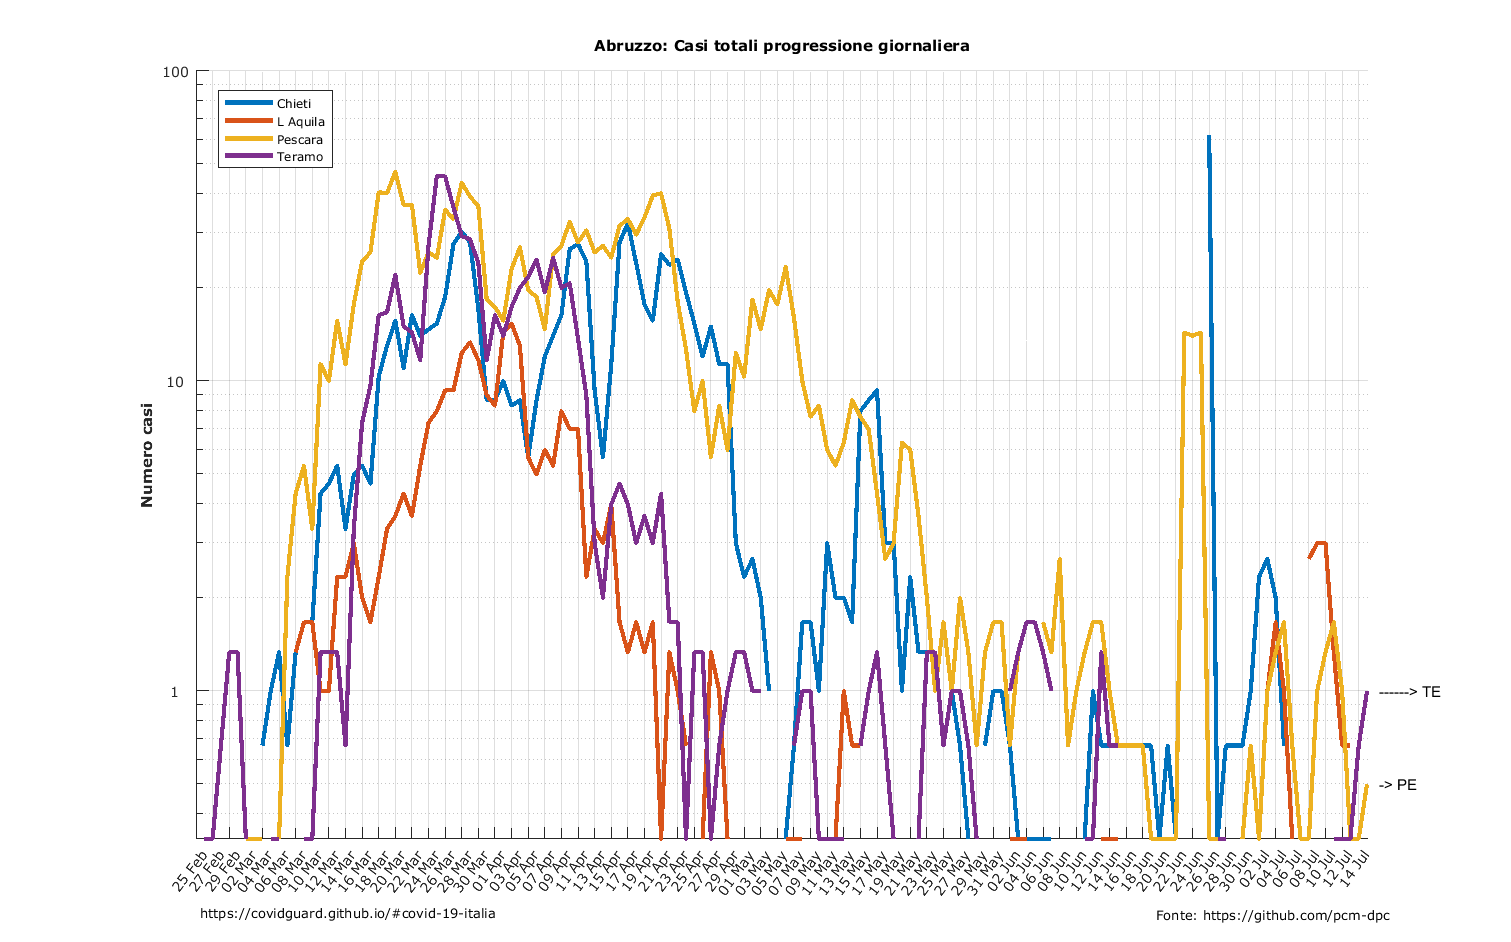 Abruzzo: Casi totali progressione giornaliera
100
Chieti
L Aquila
Pescara
Teramo
10
Numero casi
1
------> TE
-> PE
25 Feb
27 Feb
29 Feb
02 Mar
04 Mar
06 Mar
08 Mar
10 Mar
12 Mar
14 Mar
16 Mar
18 Mar
20 Mar
22 Mar
24 Mar
26 Mar
28 Mar
30 Mar
01 Apr
03 Apr
05 Apr
07 Apr
09 Apr
11 Apr
13 Apr
15 Apr
17 Apr
19 Apr
21 Apr
23 Apr
25 Apr
27 Apr
29 Apr
01 May
03 May
05 May
07 May
09 May
11 May
13 May
15 May
17 May
19 May
21 May
23 May
25 May
27 May
29 May
31 May
02 Jun
04 Jun
06 Jun
08 Jun
10 Jun
12 Jun
14 Jun
16 Jun
18 Jun
20 Jun
22 Jun
24 Jun
26 Jun
28 Jun
30 Jun
02 Jul
04 Jul
06 Jul
08 Jul
10 Jul
12 Jul
14 Jul
https://covidguard.github.io/#covid-19-italia
Fonte: https://github.com/pcm-dpc